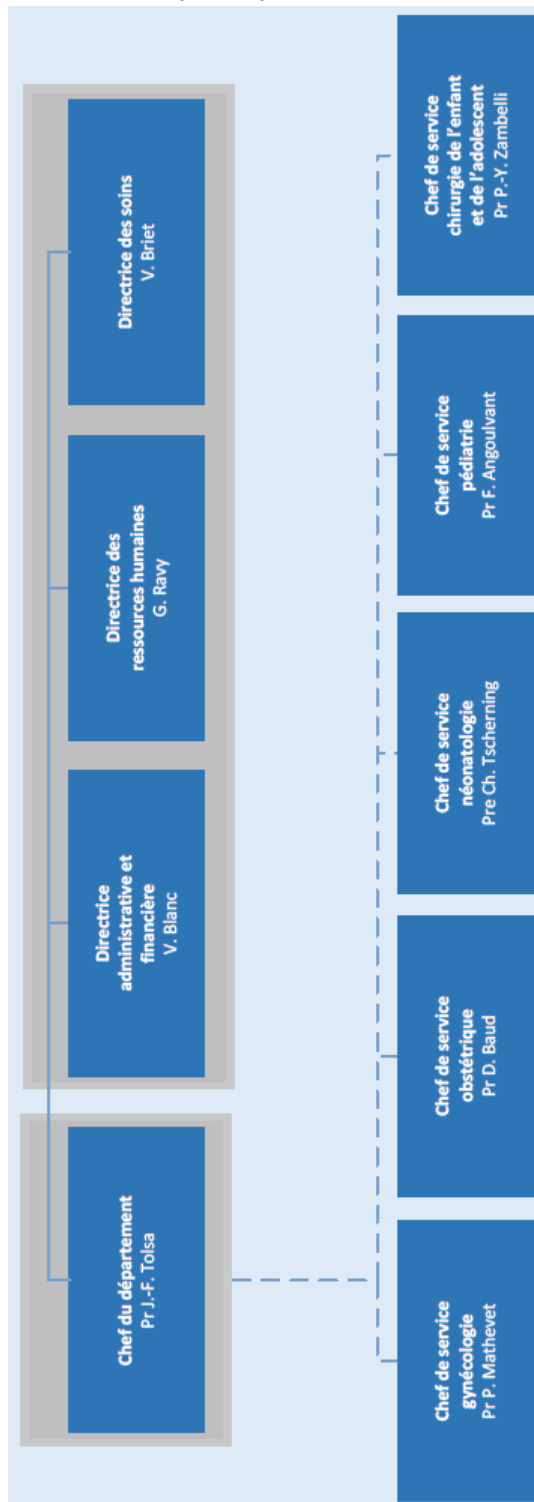 Chef du département
Pr J.-F. Tolsa
Directrice
administrative et
financière
V. Blanc
Directrice des
ressources humaines
G. Ravy
Directrice des soins
V. Briet
Chef de service
gynécologie
Pr P. Mathevet
Chef de service
obstétrique
Pr D. Baud
Chef de service
néonatologie
Pre Ch. Tscherning
Chef de service
pédiatrie
Pr F. Angoulvant
Chef de service
chirurgie de l'enfant
et de l'adolescent
Pr P.-Y. Zambelli